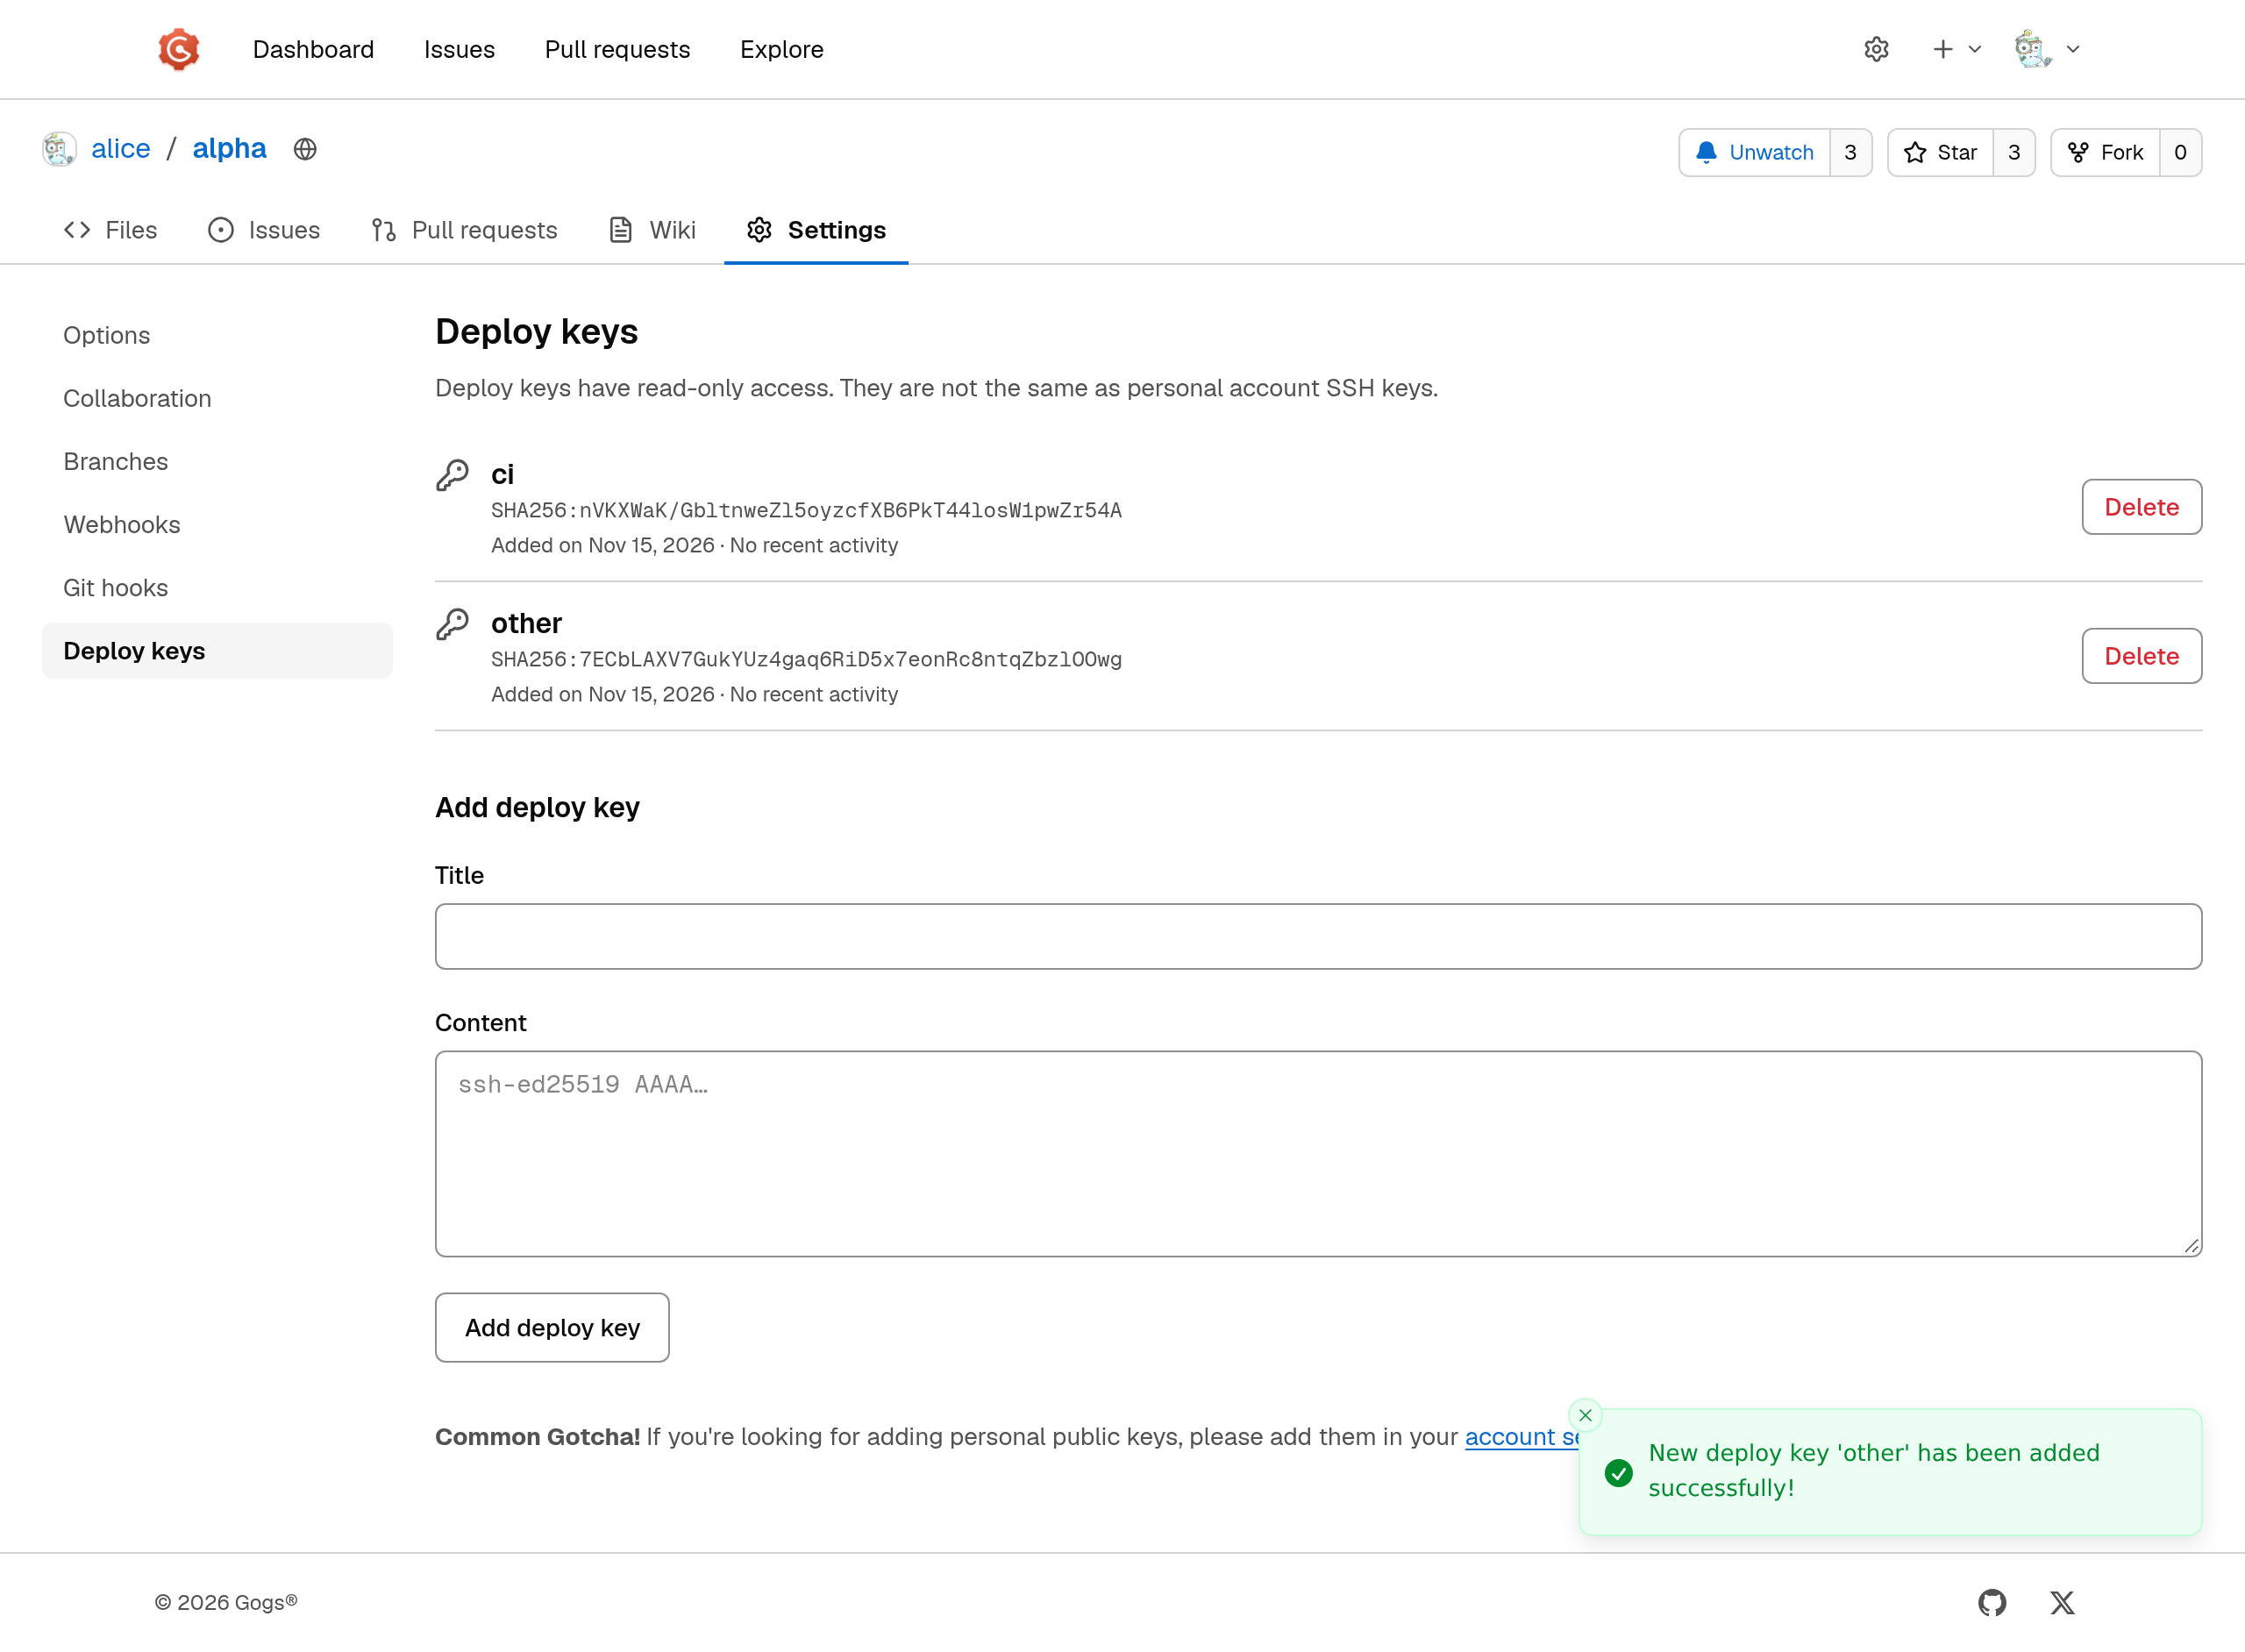 Dashboard Issues Pull requests Explore
alice / alpha
Unwatch 3 Star 3 Fork 0
Files Issues Pull requests Wiki Settings
Options
Collaboration
Branches
Webhooks
Git hooks
Deploy keys
Deploy keys
Deploy keys have read-only access. They are not the same as personal account SSH keys.
ci
SHA256:nVKXWaK/GbltnweZl5oyzcfXB6PkT44losW1pwZr54A
Added on Nov 15, 2026 · No recent activity
Delete
other
SHA256:7ECbLAXV7GukYUz4gaq6RiD5x7eonRc8ntqZbzlOOwg
Added on Nov 15, 2026 · No recent activity
Delete
Add deploy key
Title
Content
ssh-ed25519 AAAA…
Add deploy key
Common Gotcha! If you're looking for adding personal public keys, please add them in your account
New deploy key 'other' has been added
successfully!
© 2026 Gogs®